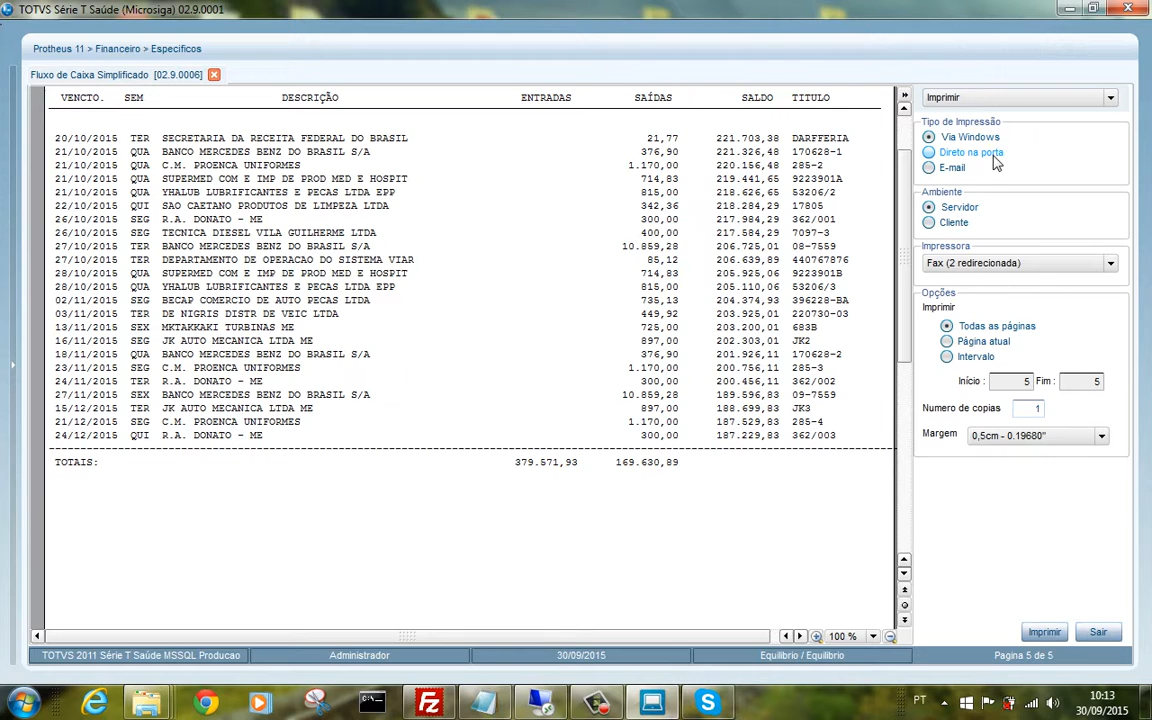 TOTVS Série T Saúde (Microsiga) 02.9.0001
Protheus 11 > Financeiro > Especificos
Fluxo de Caixa Simplificado [02.9.0006]
VENCTO. SEM DESCRIÇÃO ENTRADAS SAÍDAS SALDO TITULO
20/10/2015 TER SECRETARIA DA RECEITA FEDERAL DO BRASIL 21,77 221.703,38 DARFFERIA
21/10/2015 QUA BANCO MERCEDES BENZ DO BRASIL S/A 376,90 221.326,48 170628-1
21/10/2015 QUA C.M. PROENCA UNIFORMES 1.170,00 220.156,48 285-2
21/10/2015 QUA SUPERMED COM E IMP DE PROD MED E HOSPIT 714,83 219.441,65 9223901A
21/10/2015 QUA YHALUB LUBRIFICANTES E PECAS LTDA EPP 815,00 218.626,65 53206/2
22/10/2015 QUI SAO CAETANO PRODUTOS DE LIMPEZA LTDA 342,36 218.284,29 17805
26/10/2015 SEG R.A. DONATO - ME 300,00 217.984,29 362/001
26/10/2015 SEG TECNICA DIESEL VILA GUILHERME LTDA 400,00 217.584,29 7097-3
27/10/2015 TER BANCO MERCEDES BENZ DO BRASIL S/A 10.859,28 206.725,01 08-7559
27/10/2015 TER DEPARTAMENTO DE OPERACAO DO SISTEMA VIAR 85,12 206.639,89 440767876
28/10/2015 QUA SUPERMED COM E IMP DE PROD MED E HOSPIT 714,83 205.925,06 9223901B
28/10/2015 QUA YHALUB LUBRIFICANTES E PECAS LTDA EPP 815,00 205.110,06 53206/3
02/11/2015 SEG BECAP COMERCIO DE AUTO PECAS LTDA 735,13 204.374,93 396228-BA
03/11/2015 TER DE NIGRIS DISTR DE VEIC LTDA 449,92 203.925,01 220730-03
13/11/2015 SEX MKTAKKAKI TURBINAS ME 725,00 203.200,01 683B
16/11/2015 SEG JK AUTO MECANICA LTDA ME 897,00 202.303,01 JK2
18/11/2015 QUA BANCO MERCEDES BENZ DO BRASIL S/A 376,90 201.926,11 170628-2
23/11/2015 SEG C.M. PROENCA UNIFORMES 1.170,00 200.756,11 285-3
24/11/2015 TER R.A. DONATO - ME 300,00 200.456,11 362/002
27/11/2015 SEX BANCO MERCEDES BENZ DO BRASIL S/A 10.859,28 189.596,83 09-7559
15/12/2015 TER JK AUTO MECANICA LTDA ME 897,00 188.699,83 JK3
21/12/2015 SEG C.M. PROENCA UNIFORMES 1.170,00 187.529,83 285-4
24/12/2015 QUI R.A. DONATO - ME 300,00 187.229,83 362/003
TOTAIS: 379.571,93 169.630,89
Imprimir
Tipo de Impressão
Via Windows
Direto na porta
E-mail
Ambiente
Servidor
Cliente
Impressora
Fax (2 redirecionada)
Opções
Imprimir
Todas as páginas
Página atual
Intervalo
Início : 5 Fim : 5
Numero de copias 1
Margem 0,5cm - 0.19680"
100 %
Imprimir Sair
TOTVS 2011 Série T Saúde MSSQL Producao Administrador 30/09/2015 Equilibrio / Equilibrio Pagina 5 de 5
PT
10:13
30/09/2015